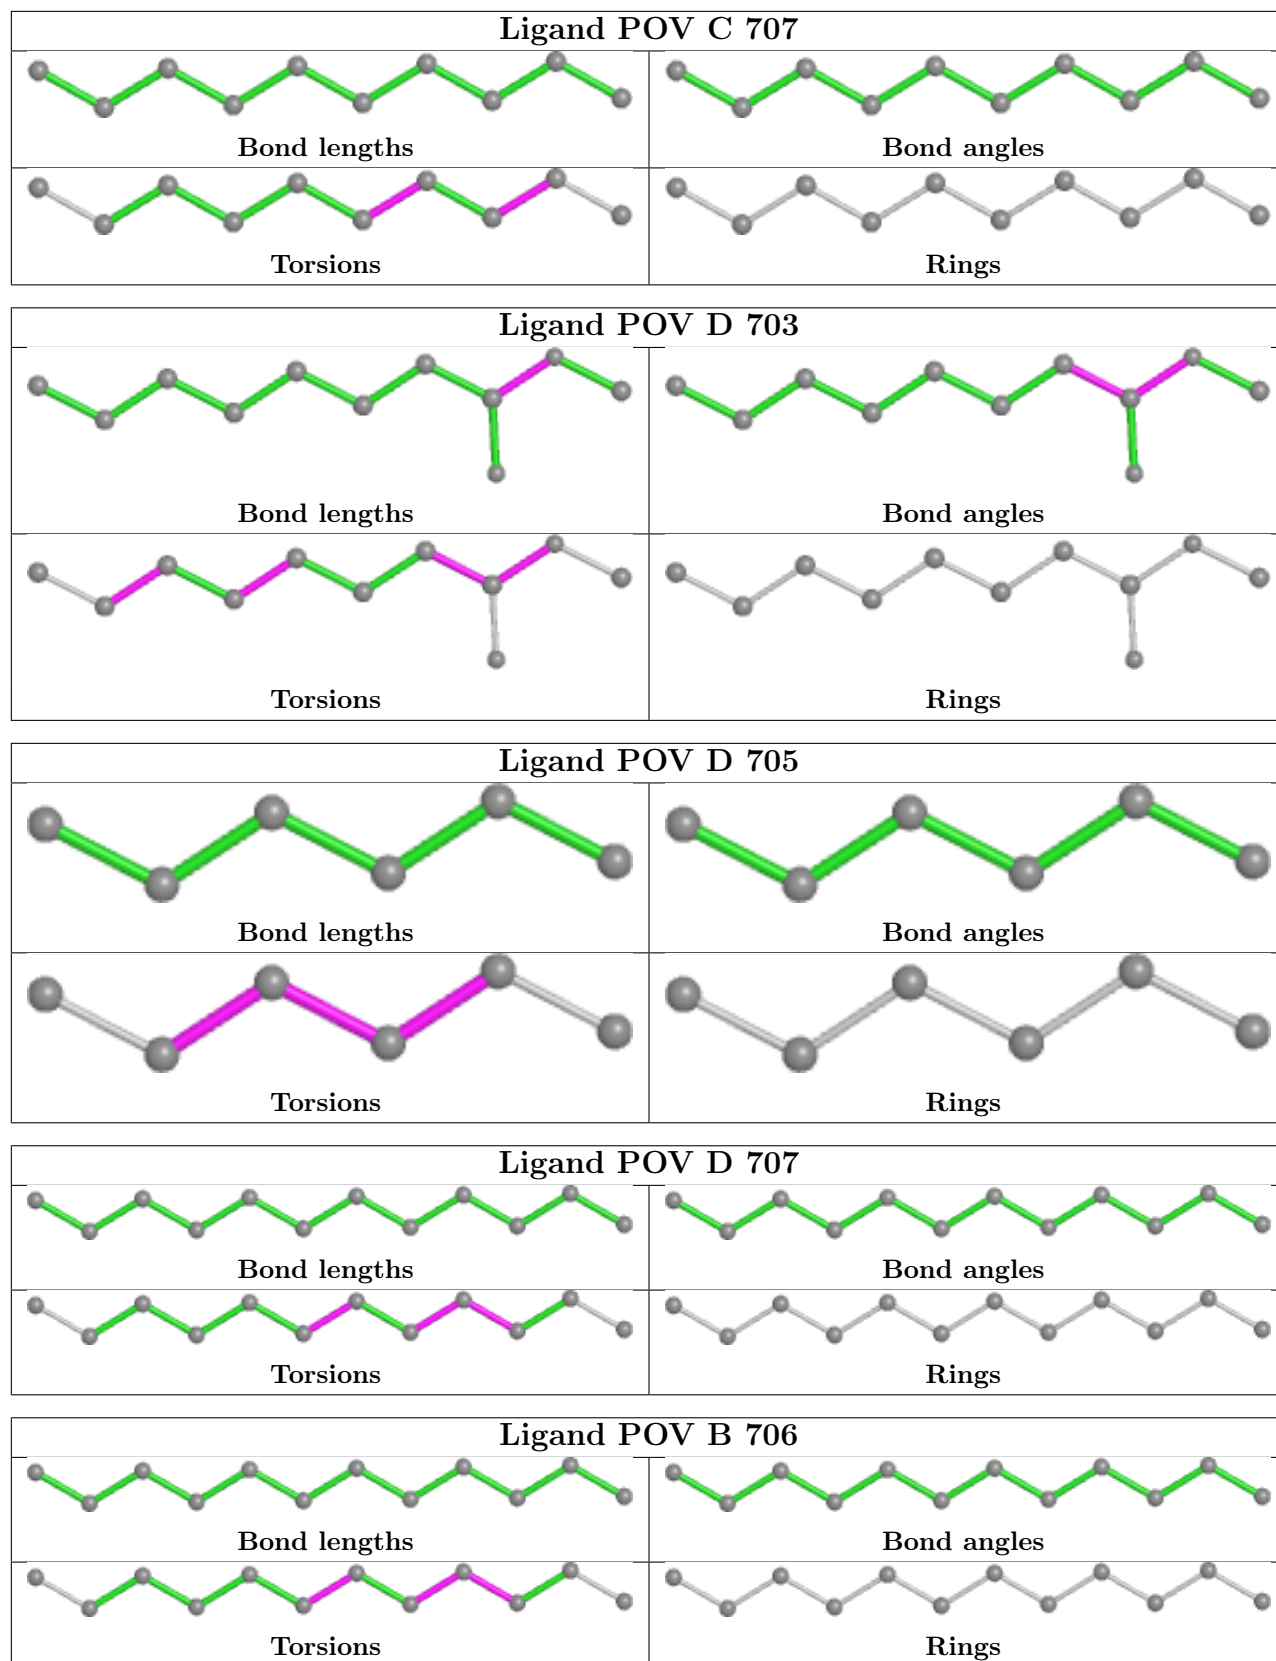 Ligand POV C 707
Bond lengths
Bond angles
Torsions
Rings
Ligand POV D 703
Bond lengths
Bond angles
Torsions
Rings
Ligand POV D 705
Bond lengths
Bond angles
Torsions
Rings
Ligand POV D 707
Bond lengths
Bond angles
Torsions
Rings
Ligand POV B 706
Bond lengths
Bond angles
Torsions
Rings